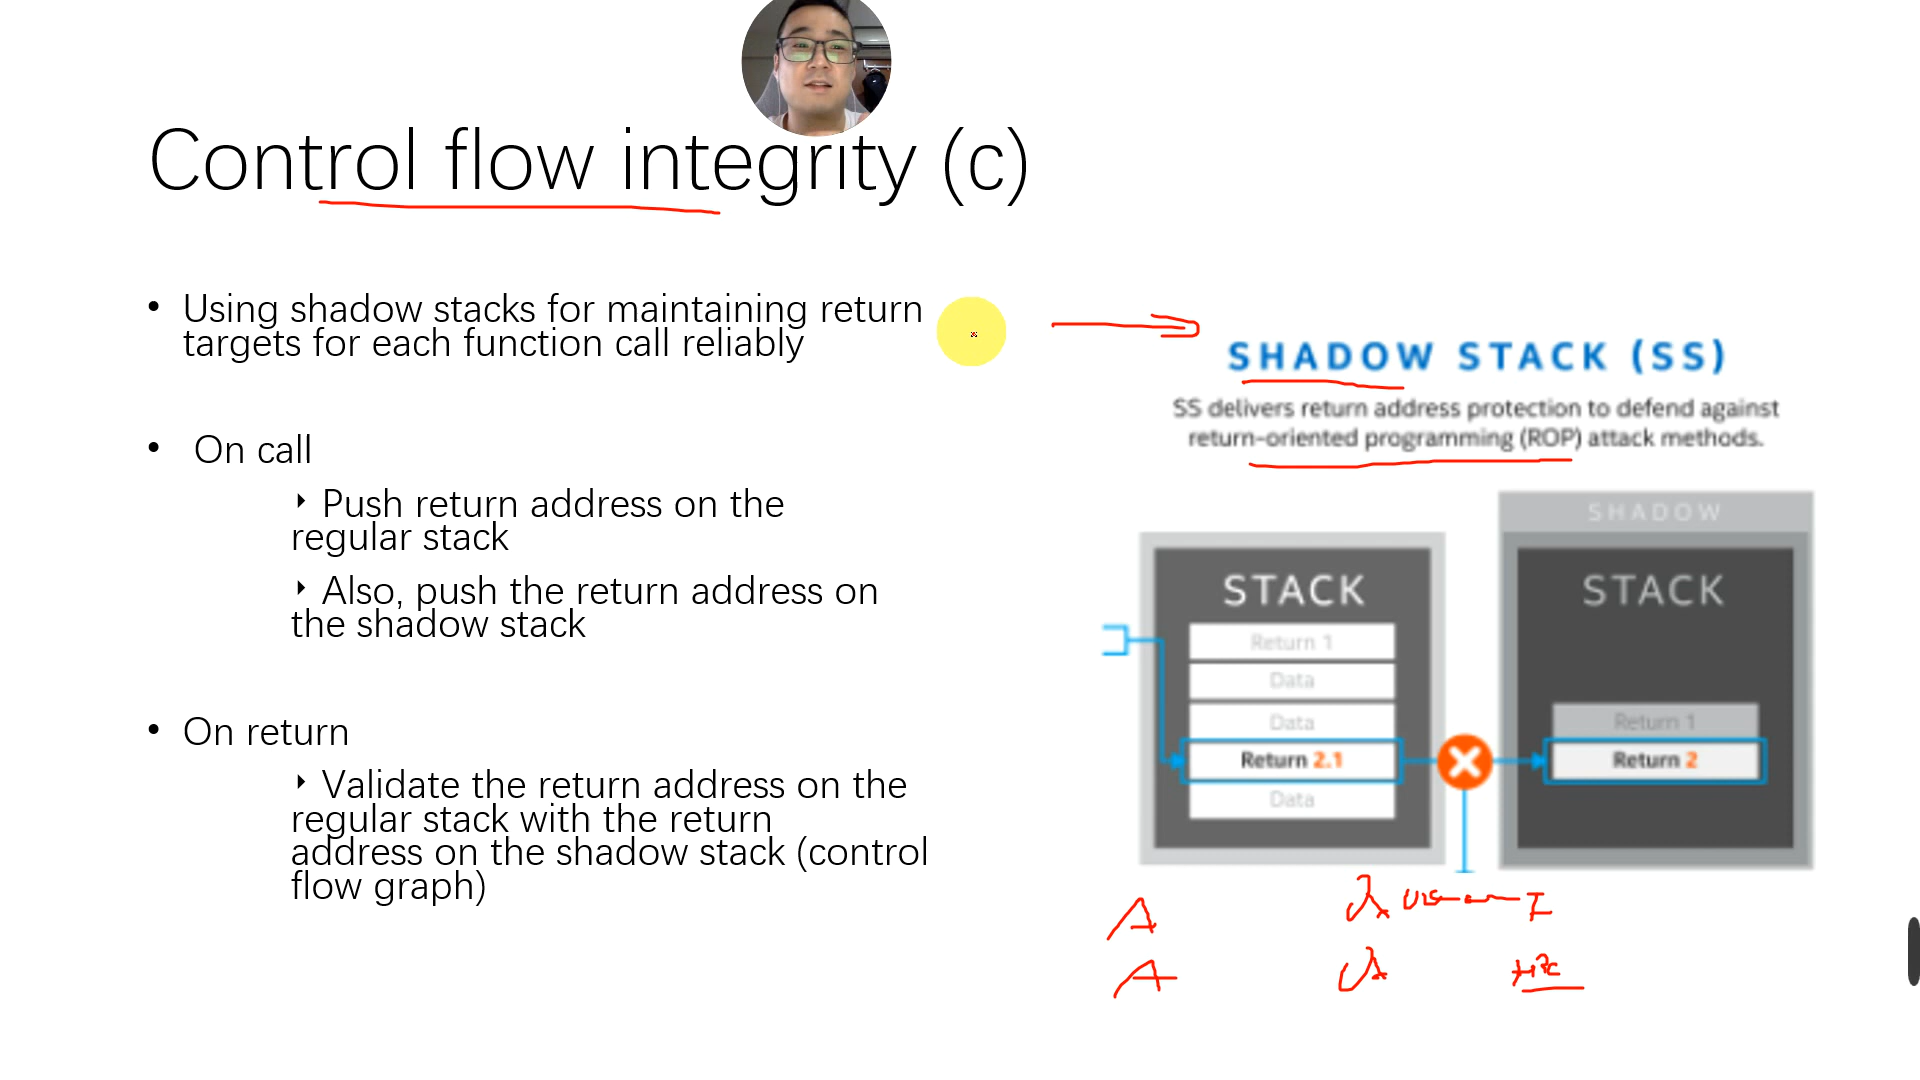 Control flow integrity (c)
• Using shadow stacks for maintaining return
targets for each function call reliably
• On call
‣ Push return address on the
regular stack
‣ Also, push the return address on
the shadow stack
• On return
‣ Validate the return address on the
regular stack with the return
address on the shadow stack (control
flow graph)
SHADOW STACK (SS)
SS delivers return address protection to defend against
return-oriented programming (ROP) attack methods.
STACK
Return 1
Data
Data
Return 2.1
Data
SHADOW
STACK
Return 1
Return 2
A
A